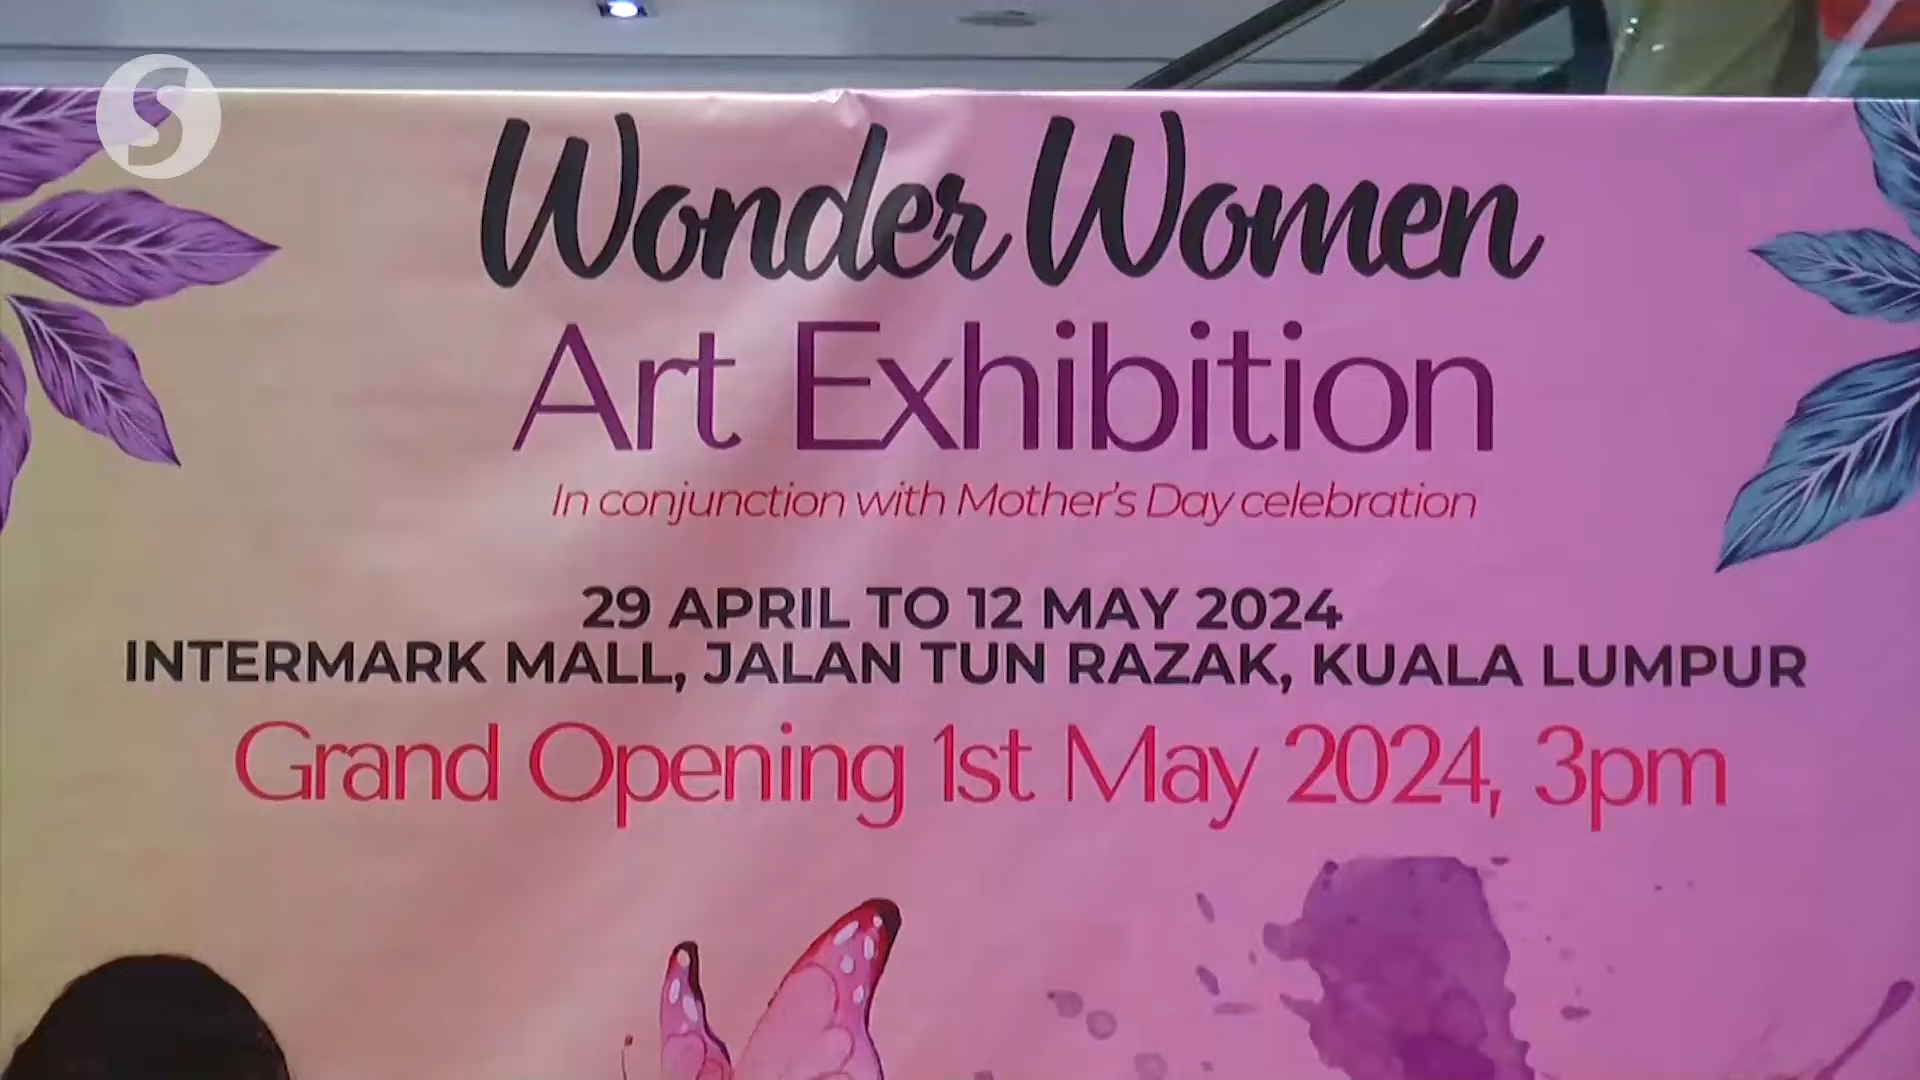 S
Wonder Women
Art Exhibition
In conjunction with Mother's Day celebration
29 APRIL TO 12 MAY 2024
INTERMARK MALL, JALAN TUN RAZAK, KUALA LUMPUR
Grand Opening 1st May 2024, 3pm